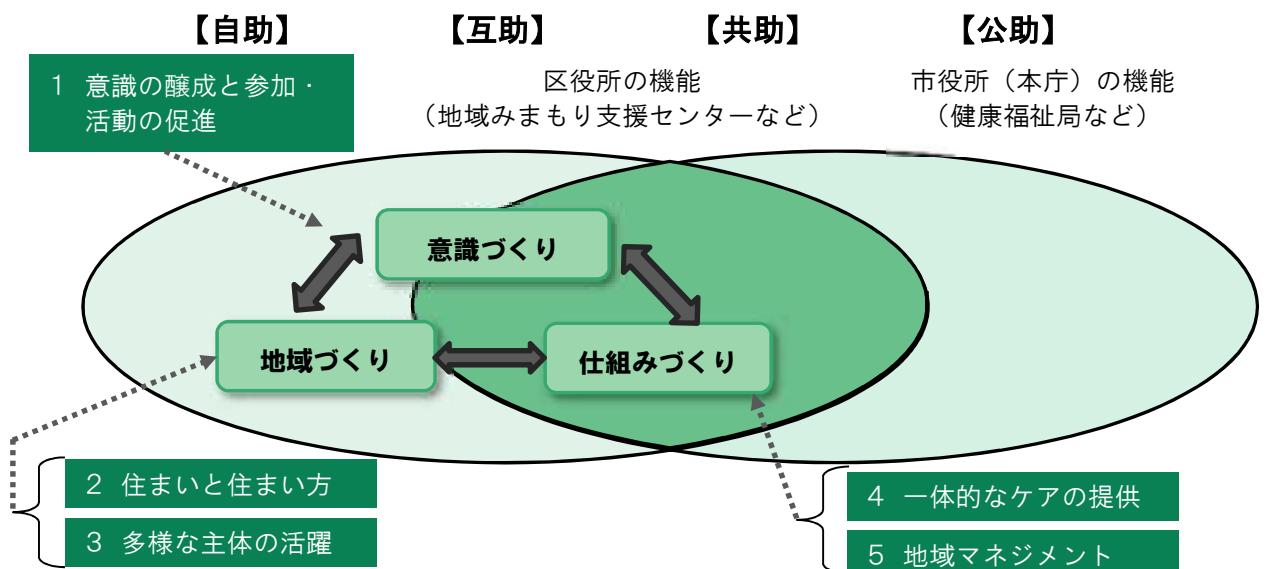 【自助】 【互助】 【共助】 【公助】
1 意識の醸成と参加・
活動の促進
区役所の機能
(地域みまもり支援センターなど)
市役所(本庁)の機能
(健康福祉局など)
意識づくり
地域づくり
仕組みづくり
2 住まいと住まい方
3 多様な主体の活躍
4 一体的なケアの提供
5 地域マネジメント